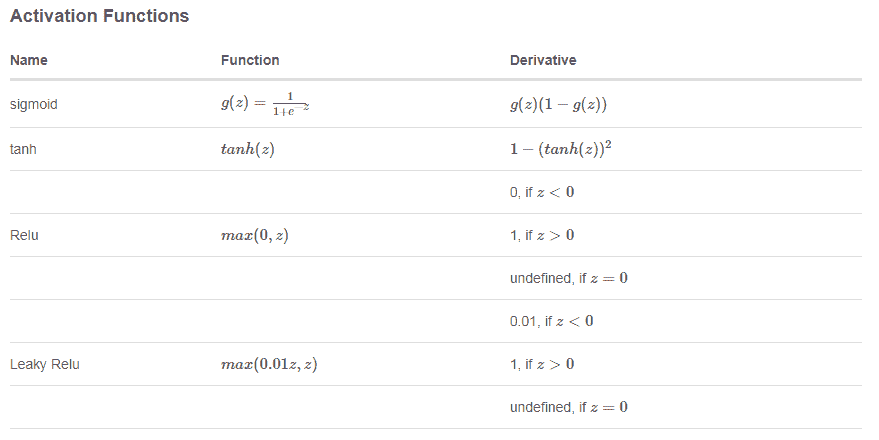 Activation Functions
Name Function Derivative
sigmoid g(z) = 1/(1+e^−z) g(z)(1 − g(z))
tanh tanh(z) 1 − (tanh(z))²
0, if z < 0
Relu max(0, z) 1, if z > 0
undefined, if z = 0
0.01, if z < 0
Leaky Relu max(0.01z, z) 1, if z > 0
undefined, if z = 0